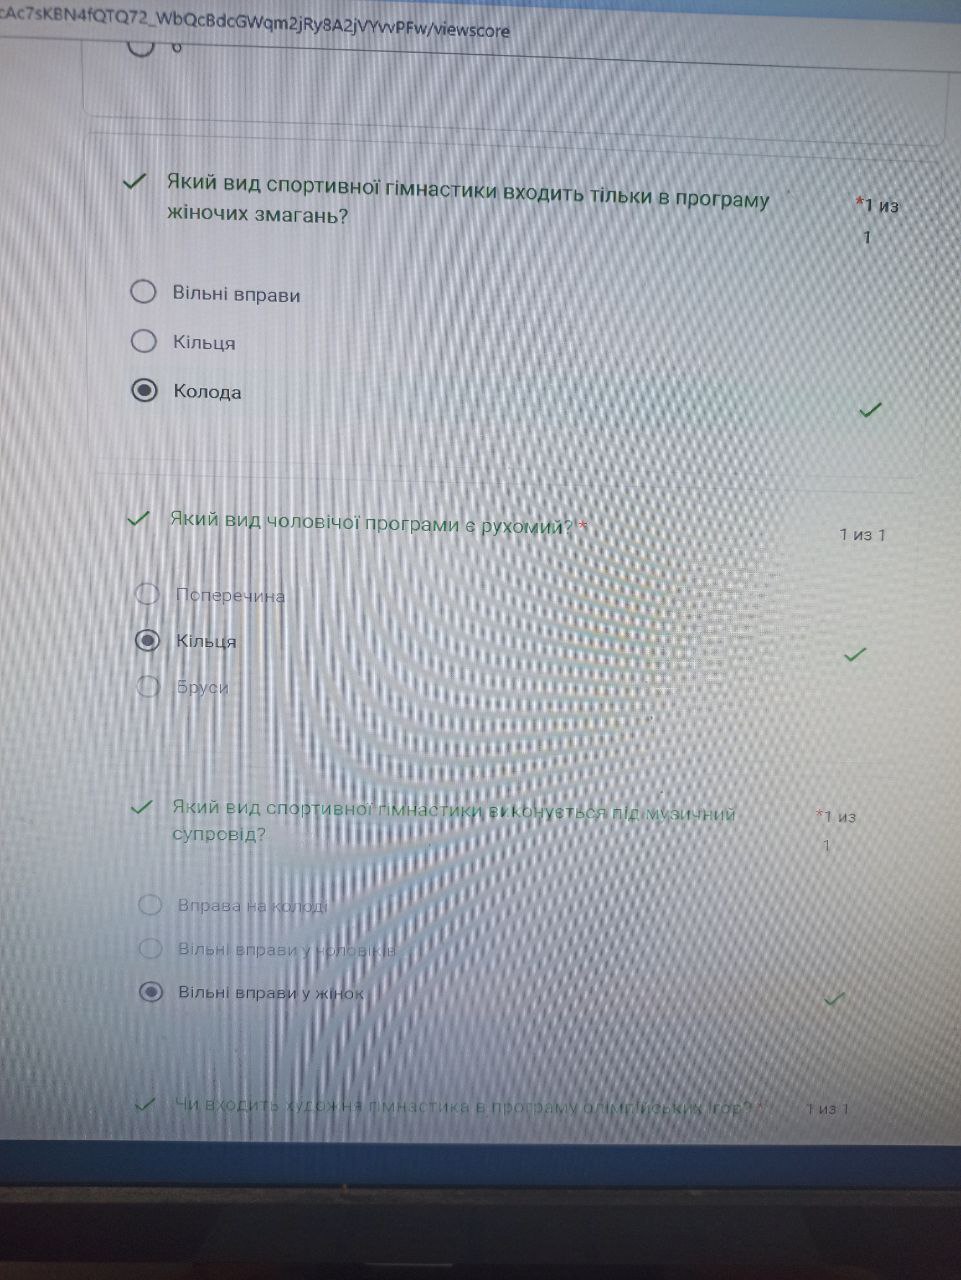 cAc7sKBN4fQTQ72_WbQcBdcGWqm2jRy8A2jVYvvPFw/viewscore
6
Який вид спортивної гімнастики входить тільки в програму
жіночих змагань?
*1 из
1
Вільні вправи
Кільця
Колода
Який вид чоловічої програми є рухомий? *
1 из 1
Поперечина
Кільця
Бруси
Який вид спортивної гімнастики виконується під музичний
супровід?
*1 из
1
Вправа на колоді
Вільні вправи у чоловіків
Вільні вправи у жінок
Чи входить художня гімнастика в програму олімпійських ігор? *
1 из 1